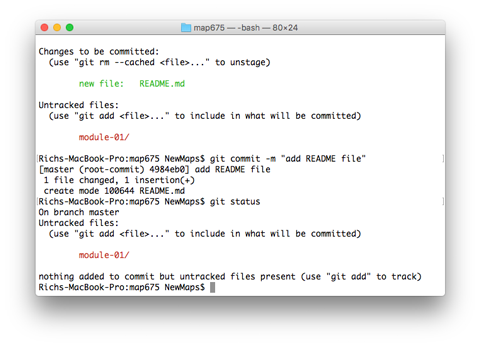 map675 — -bash — 80×24
Changes to be committed:
(use "git rm --cached <file>..." to unstage)
new file:   README.md
Untracked files:
(use "git add <file>..." to include in what will be committed)
module-01/
[Richs-MacBook-Pro:map675 NewMaps$ git commit -m "add README file"]
[master (root-commit) 4984eb0] add README file
1 file changed, 1 insertion(+)
create mode 100644 README.md
[Richs-MacBook-Pro:map675 NewMaps$ git status]
On branch master
Untracked files:
(use "git add <file>..." to include in what will be committed)
module-01/
nothing added to commit but untracked files present (use "git add" to track)
Richs-MacBook-Pro:map675 NewMaps$